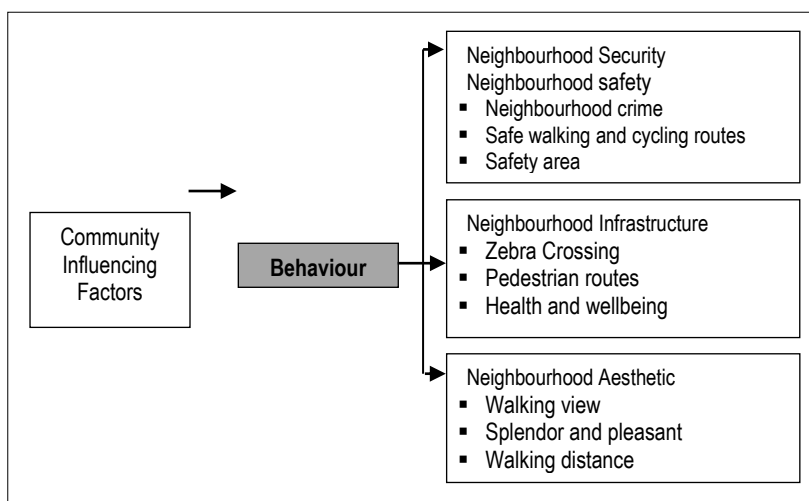 Community
Influencing
Factors
Behaviour
Neighbourhood Security
Neighbourhood safety
▪ Neighbourhood crime
▪ Safe walking and cycling routes
▪ Safety area
Neighbourhood Infrastructure
▪ Zebra Crossing
▪ Pedestrian routes
▪ Health and wellbeing
Neighbourhood Aesthetic
▪ Walking view
▪ Splendor and pleasant
▪ Walking distance